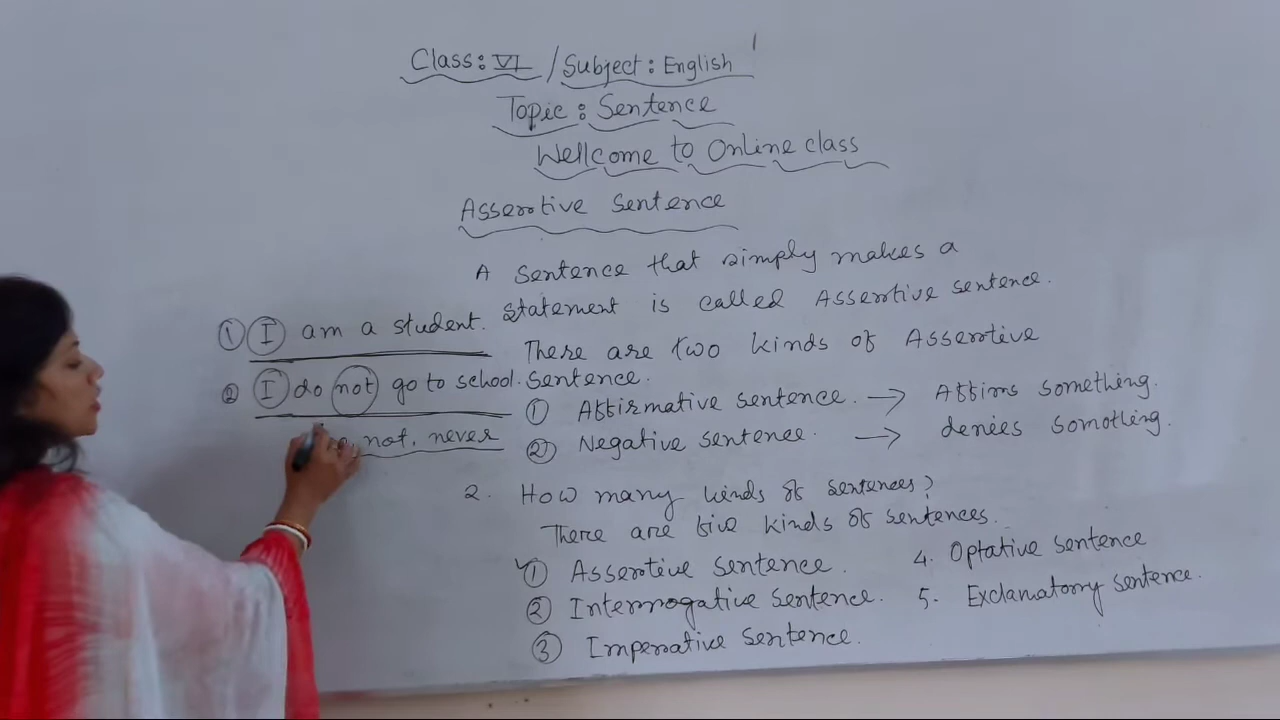 Class: VI / Subject: English
Topic: Sentence
Wellcome to Online class
Assertive Sentence
A sentence that simply makes a
statement is called Assertive sentence.
There are two kinds of Assertive
sentence.
① Affirmative sentence. → Affirms something.
② Negative sentence. → denies somothing.
① I am a student.
② I do not go to school.
not, never
2. How many kinds of sentences?
There are five kinds of sentences.
① Assertive sentence.
② Interrogative sentence.
③ Imperative sentence.
4. Optative sentence
5. Exclamatory sentence.